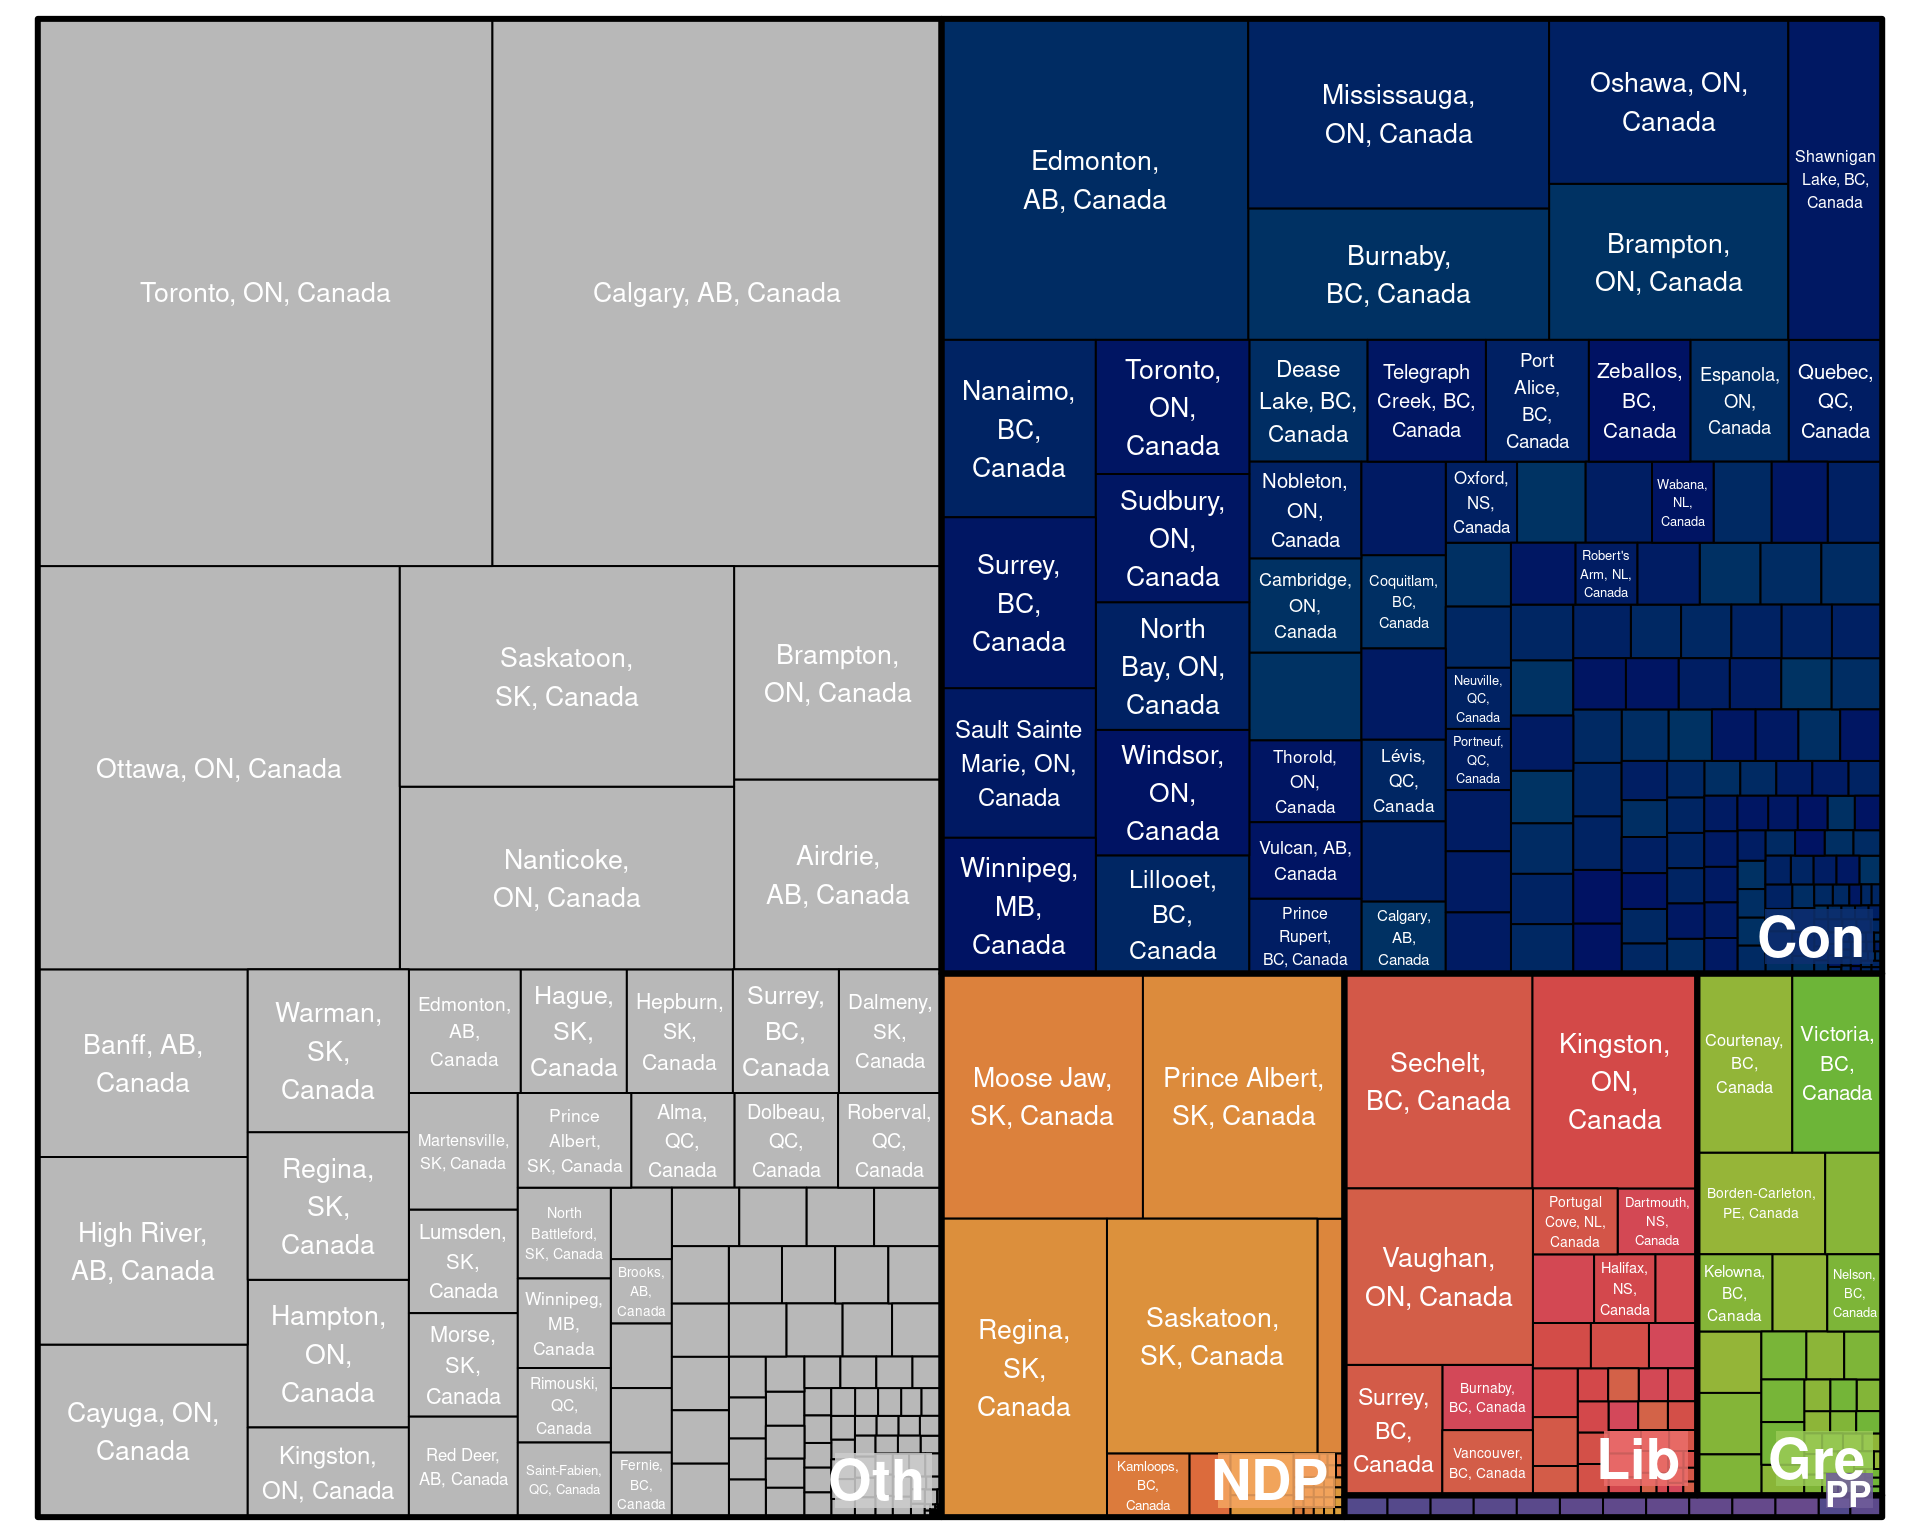 Toronto, ON, Canada
Calgary, AB, Canada
Ottawa, ON, Canada
Saskatoon,
SK, Canada
Brampton,
ON, Canada
Nanticoke,
ON, Canada
Airdrie,
AB, Canada
Banff, AB,
Canada
High River,
AB, Canada
Cayuga, ON,
Canada
Warman,
SK,
Canada
Regina,
SK,
Canada
Hampton,
ON,
Canada
Kingston,
ON, Canada
Edmonton,
AB,
Canada
Hague,
SK,
Canada
Hepburn,
SK,
Canada
Surrey,
BC,
Canada
Dalmeny,
SK,
Canada
Martensville,
SK, Canada
Lumsden,
SK,
Canada
Morse,
SK,
Canada
Red Deer,
AB, Canada
Prince
Albert,
SK, Canada
Alma,
QC,
Canada
Dolbeau,
QC,
Canada
Roberval,
QC,
Canada
North
Battleford,
SK, Canada
Winnipeg,
MB,
Canada
Rimouski,
QC,
Canada
Saint-Fabien,
QC, Canada
Brooks,
AB,
Canada
Fernie,
BC,
Canada
Oth
Edmonton,
AB, Canada
Mississauga,
ON, Canada
Burnaby,
BC, Canada
Oshawa, ON,
Canada
Brampton,
ON, Canada
Shawnigan
Lake, BC,
Canada
Nanaimo,
BC,
Canada
Surrey,
BC,
Canada
Sault Sainte
Marie, ON,
Canada
Winnipeg,
MB,
Canada
Toronto,
ON,
Canada
Sudbury,
ON,
Canada
North
Bay, ON,
Canada
Windsor,
ON,
Canada
Lillooet,
BC,
Canada
Dease
Lake, BC,
Canada
Telegraph
Creek, BC,
Canada
Port
Alice,
BC,
Canada
Zeballos,
BC,
Canada
Espanola,
ON,
Canada
Quebec,
QC,
Canada
Nobleton,
ON,
Canada
Cambridge,
ON,
Canada
Thorold,
ON,
Canada
Vulcan, AB,
Canada
Prince
Rupert,
BC, Canada
Coquitlam,
BC,
Canada
Lévis,
QC,
Canada
Calgary,
AB,
Canada
Oxford,
NS,
Canada
Wabana,
NL,
Canada
Robert's
Arm, NL,
Canada
Neuville,
QC,
Canada
Portneuf,
QC,
Canada
Con
Moose Jaw,
SK, Canada
Prince Albert,
SK, Canada
Regina,
SK,
Canada
Saskatoon,
SK, Canada
Kamloops,
BC,
Canada
NDP
Sechelt,
BC, Canada
Kingston,
ON,
Canada
Vaughan,
ON, Canada
Portugal
Cove, NL,
Canada
Dartmouth,
NS,
Canada
Halifax,
NS,
Canada
Surrey,
BC,
Canada
Burnaby,
BC, Canada
Vancouver,
BC, Canada
Lib
Courtenay,
BC,
Canada
Victoria,
BC,
Canada
Borden-Carleton,
PE, Canada
Kelowna,
BC,
Canada
Nelson,
BC,
Canada
Gre
PP